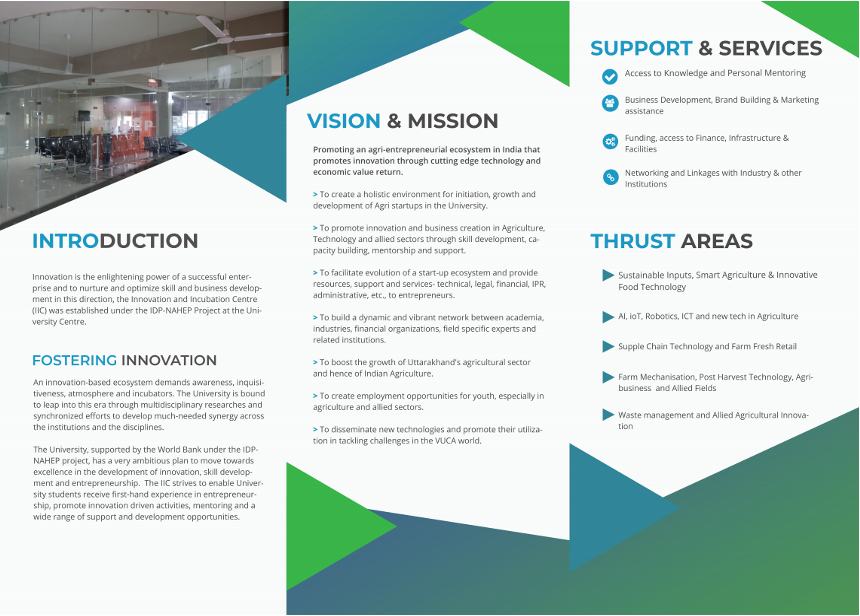 INTRODUCTION
Innovation is the enlightening power of a successful enter-
prise and to nurture and optimize skill and business develop-
ment in this direction, the Innovation and Incubation Centre
(IIC) was established under the IDP-NAHEP Project at the Uni-
versity Centre.
FOSTERING INNOVATION
An innovation-based ecosystem demands awareness, inquisi-
tiveness, atmosphere and incubators. The University is bound
to leap into this era through multidisciplinary researches and
synchronized efforts to develop much-needed synergy across
the institutions and the disciplines.
The University, supported by the World Bank under the IDP-
NAHEP project, has a very ambitious plan to move towards
excellence in the development of innovation, skill develop-
ment and entrepreneurship. The IIC strives to enable Univer-
sity students receive first-hand experience in entrepreneur-
ship, promote innovation driven activities, mentoring and a
wide range of support and development opportunities.
VISION & MISSION
Promoting an agri-entrepreneurial ecosystem in India that
promotes innovation through cutting edge technology and
economic value return.
> To create a holistic environment for initiation, growth and
development of Agri startups in the University.
> To promote innovation and business creation in Agriculture,
Technology and allied sectors through skill development, ca-
pacity building, mentorship and support.
> To facilitate evolution of a start-up ecosystem and provide
resources, support and services- technical, legal, financial, IPR,
administrative, etc., to entrepreneurs.
> To build a dynamic and vibrant network between academia,
industries, financial organizations, field specific experts and
related institutions.
> To boost the growth of Uttarakhand's agricultural sector
and hence of Indian Agriculture.
> To create employment opportunities for youth, especially in
agriculture and allied sectors.
> To disseminate new technologies and promote their utiliza-
tion in tackling challenges in the VUCA world.
SUPPORT & SERVICES
Access to Knowledge and Personal Mentoring
Business Development, Brand Building & Marketing
assistance
Funding, access to Finance, Infrastructure &
Facilities
Networking and Linkages with Industry & other
Institutions
THRUST AREAS
Sustainable Inputs, Smart Agriculture & Innovative
Food Technology
AI, ioT, Robotics, ICT and new tech in Agriculture
Supple Chain Technology and Farm Fresh Retail
Farm Mechanisation, Post Harvest Technology, Agri-
business and Allied Fields
Waste management and Allied Agricultural Innova-
tion